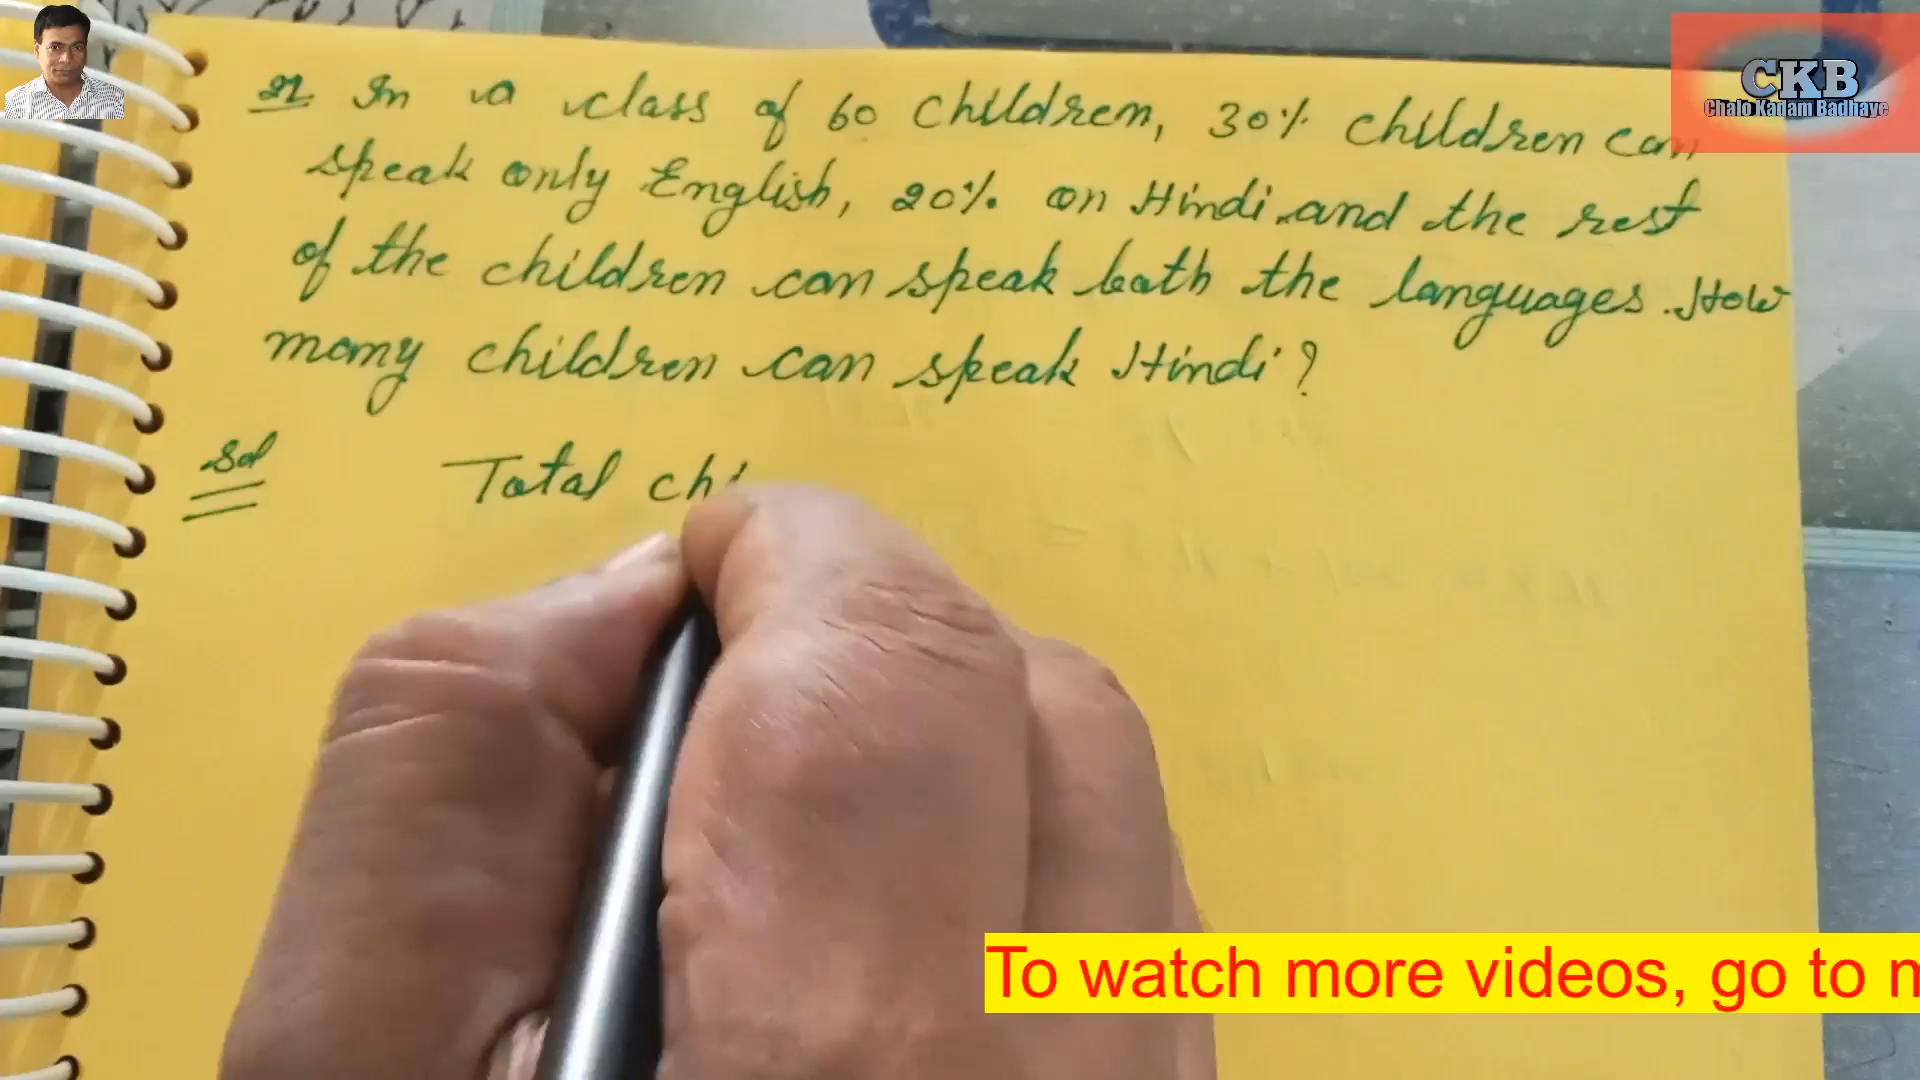 CKB
Chalo Kadam Badhaye
21 In a class of 60 children, 30% children can
speak only English, 20% on Hindi and the rest
of the children can speak both the languages. How
many children can speak Hindi?
Sol Total chi
To watch more videos, go to m